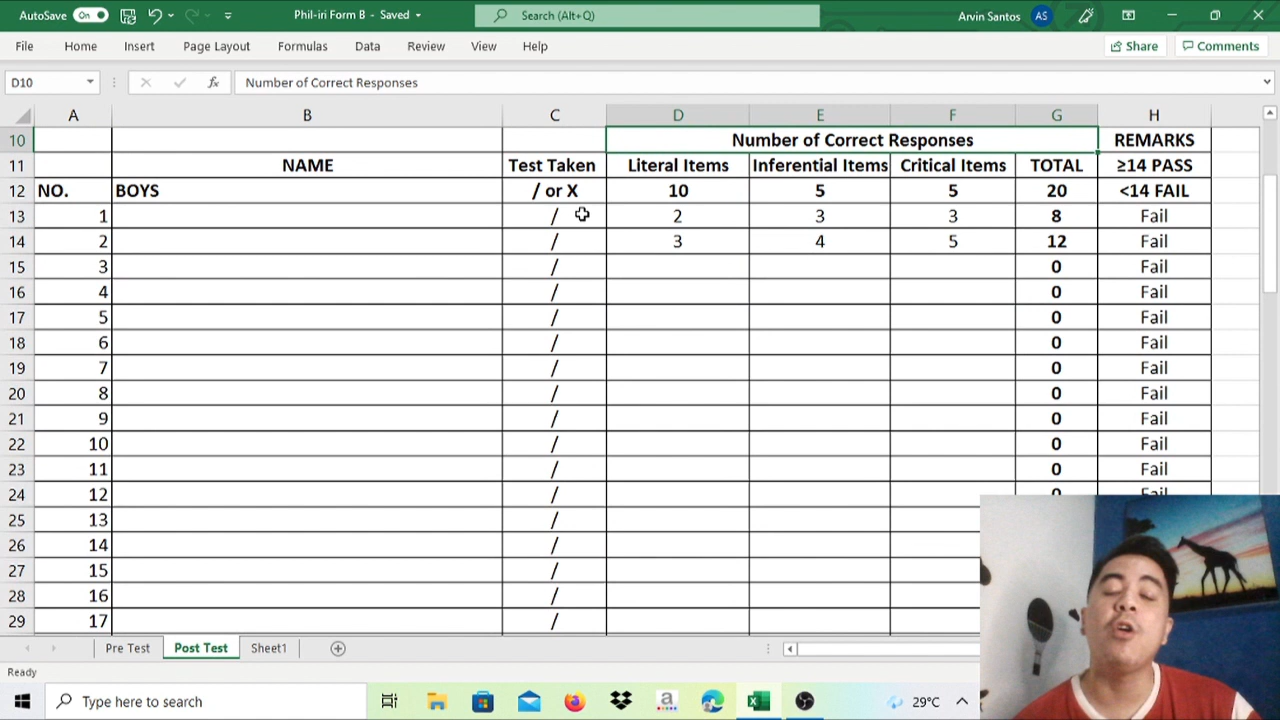 AutoSave On Phil-iri Form B - Saved Search (Alt+Q) Arvin Santos AS
File Home Insert Page Layout Formulas Data Review View Help Share Comments
D10 fx Number of Correct Responses
A B C D E F G H
10 Number of Correct Responses REMARKS
11 NAME Test Taken Literal Items Inferential Items Critical Items TOTAL ≥14 PASS
12 NO. BOYS / or X 10 5 5 20 <14 FAIL
13 1 / 2 3 3 8 Fail
14 2 / 3 4 5 12 Fail
15 3 / 0 Fail
16 4 / 0 Fail
17 5 / 0 Fail
18 6 / 0 Fail
19 7 / 0 Fail
20 8 / 0 Fail
21 9 / 0 Fail
22 10 / 0 Fail
23 11 / 0 Fail
24 12 / 0 Fail
25 13 /
26 14 /
27 15 /
28 16 /
29 17 /
Pre Test Post Test Sheet1
Ready
Type here to search a 29°C